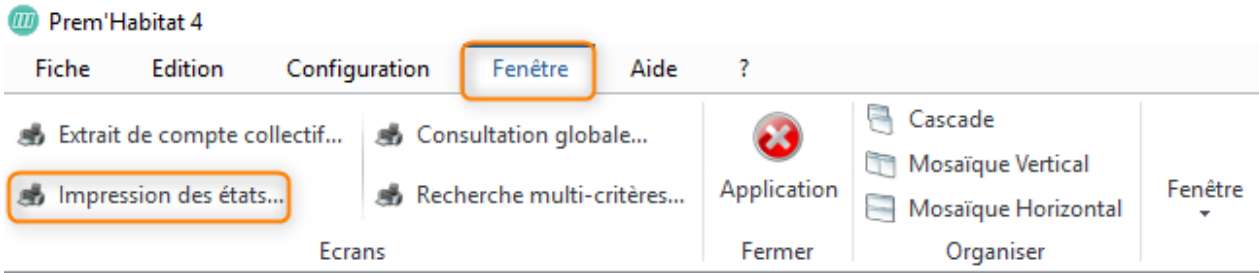 Prem'Habitat 4
Fiche Edition Configuration Fenêtre Aide ?
Extrait de compte collectif... Consultation globale...
Impression des états... Recherche multi-critères...
Ecrans
Application
Fermer
Cascade
Mosaïque Vertical
Mosaïque Horizontal
Organiser
Fenêtre